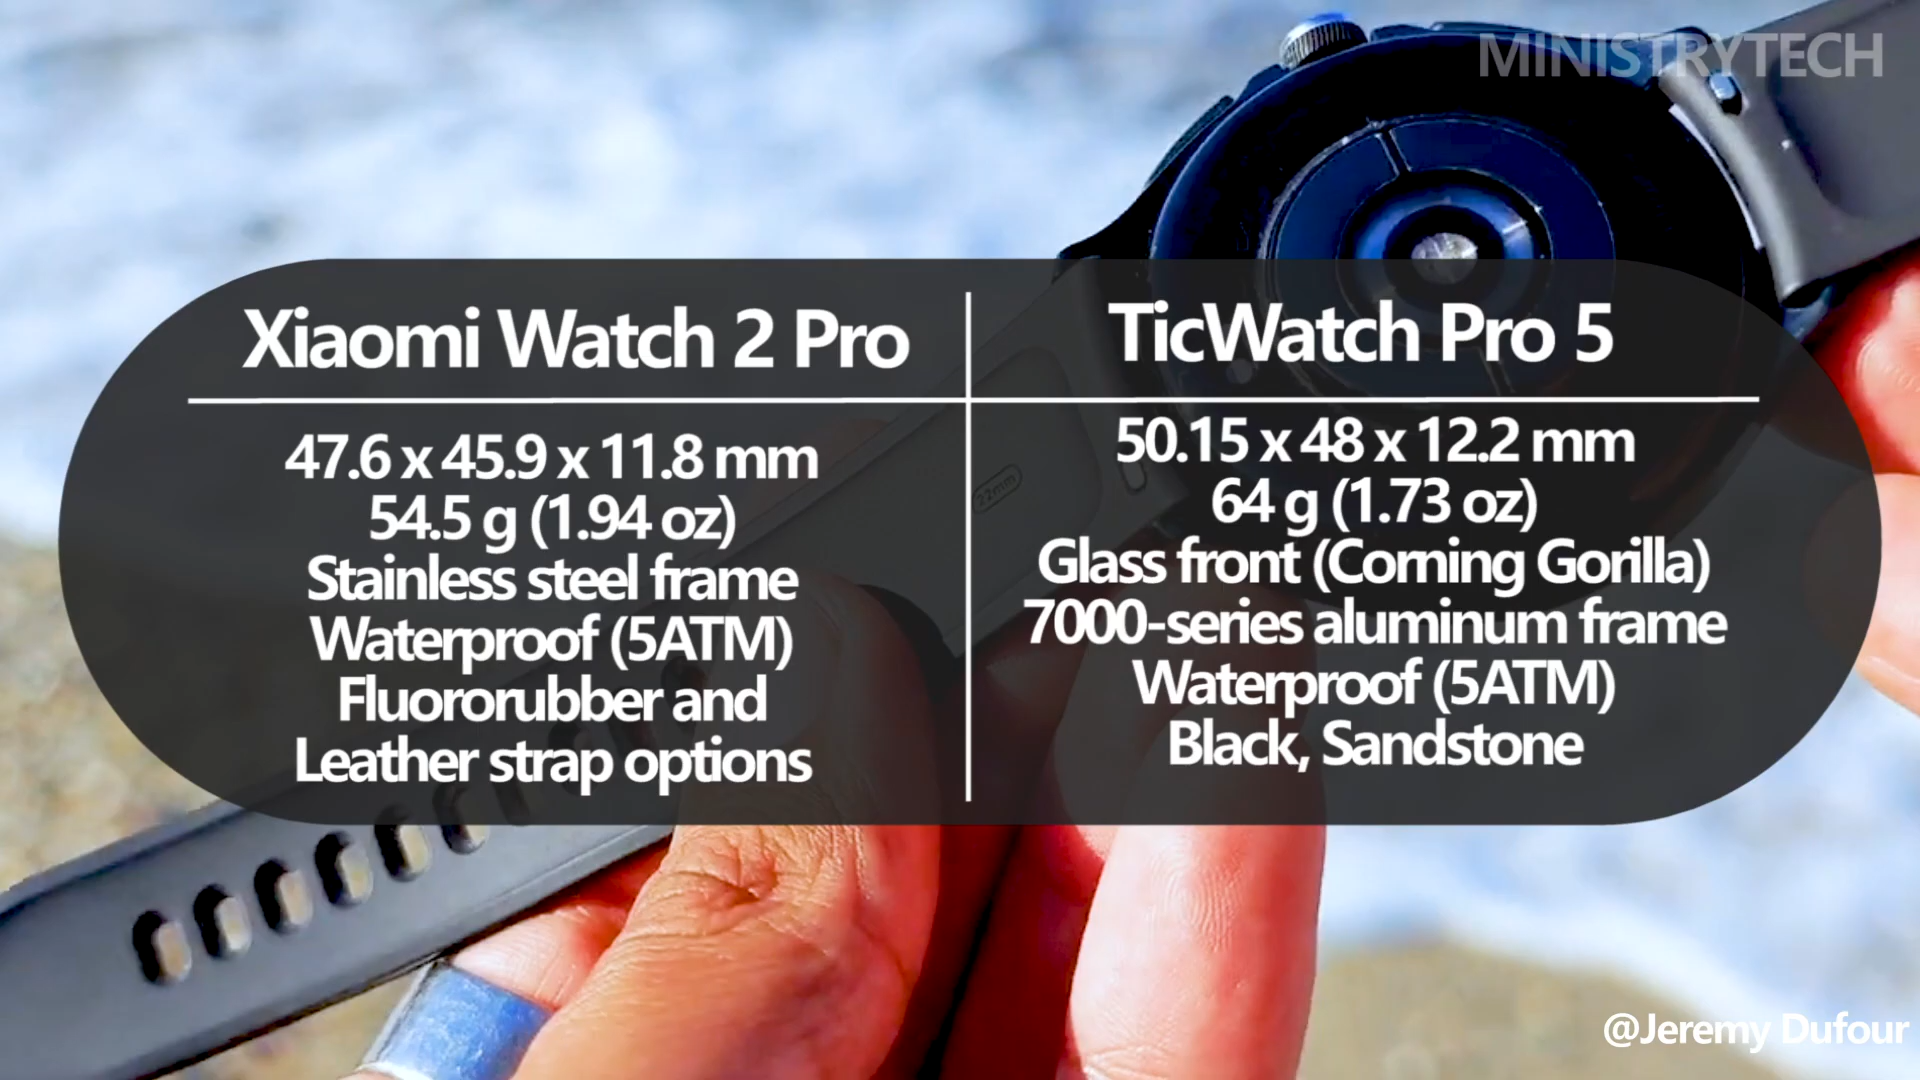 MINISTRYTECH
Xiaomi Watch 2 Pro
47.6 x 45.9 x 11.8 mm
54.5 g (1.94 oz)
Stainless steel frame
Waterproof (5ATM)
Fluororubber and
Leather strap options
TicWatch Pro 5
50.15 x 48 x 12.2 mm
64 g (1.73 oz)
Glass front (Corning Gorilla)
7000-series aluminum frame
Waterproof (5ATM)
Black, Sandstone
22mm
@Jeremy Dufour